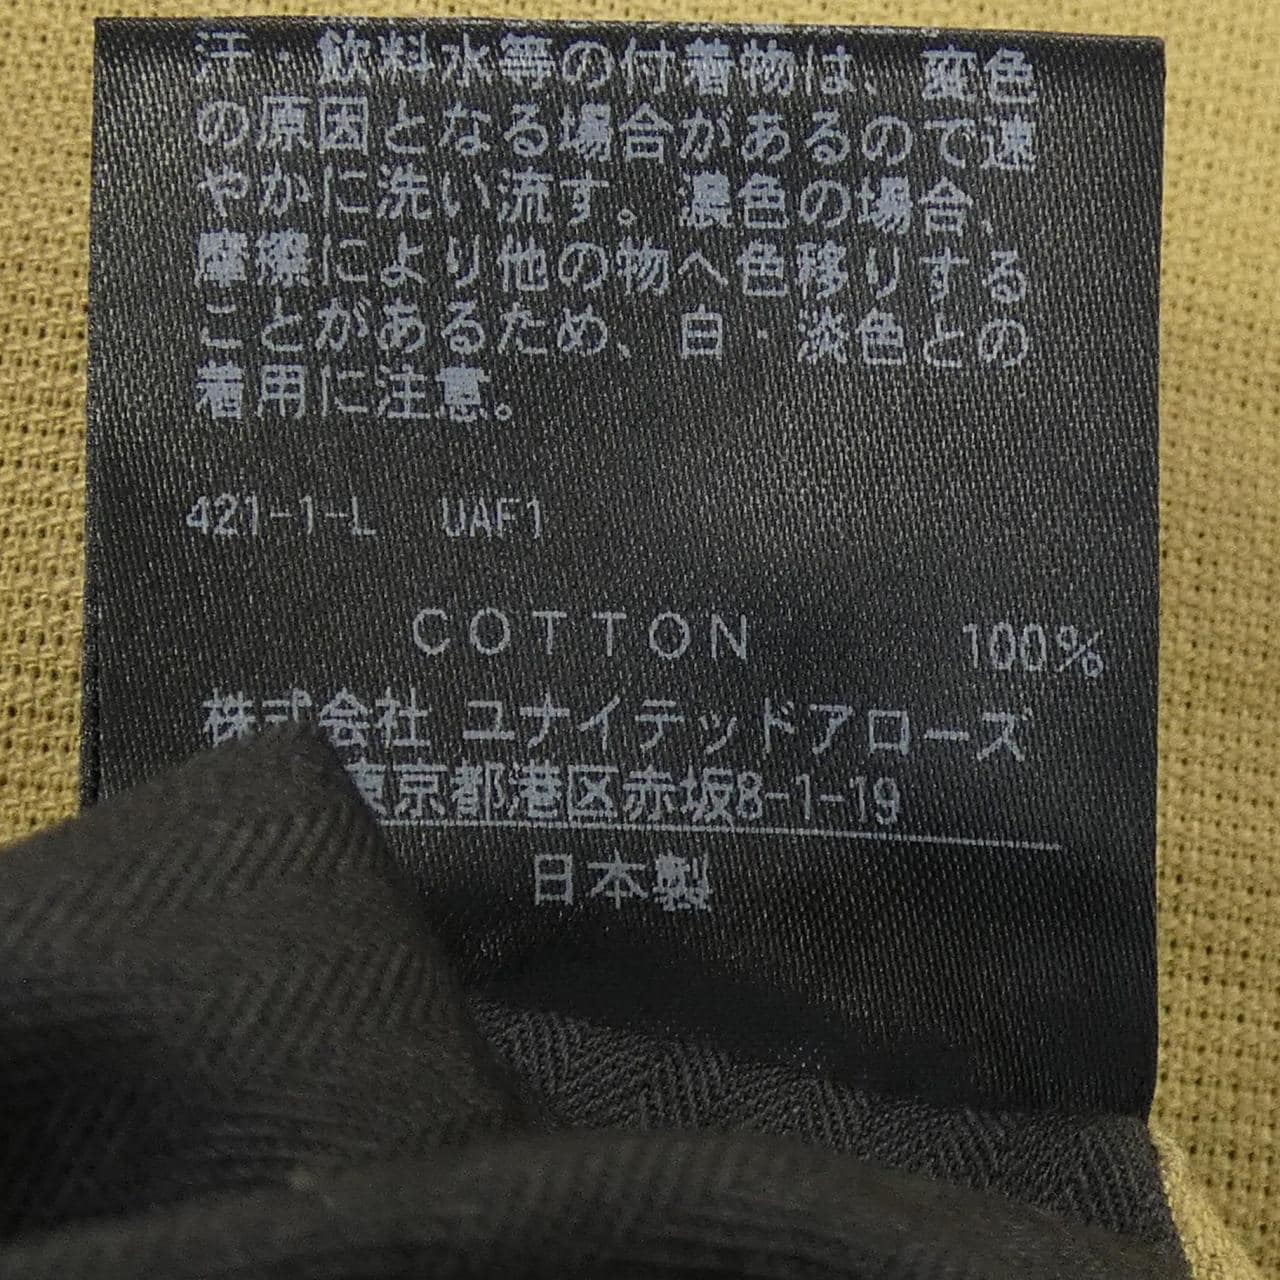 汗・飲料水等の付着物は、変色
の原因となる場合があるので速
やかに洗い流す。濃色の場合、
摩擦により他の物へ色移りする
ことがあるため、白・淡色との
着用に注意。
421-1-L UAF1
COTTON 100%
株式会社 ユナイテッドアローズ
東京都港区赤坂8-1-19
日本製